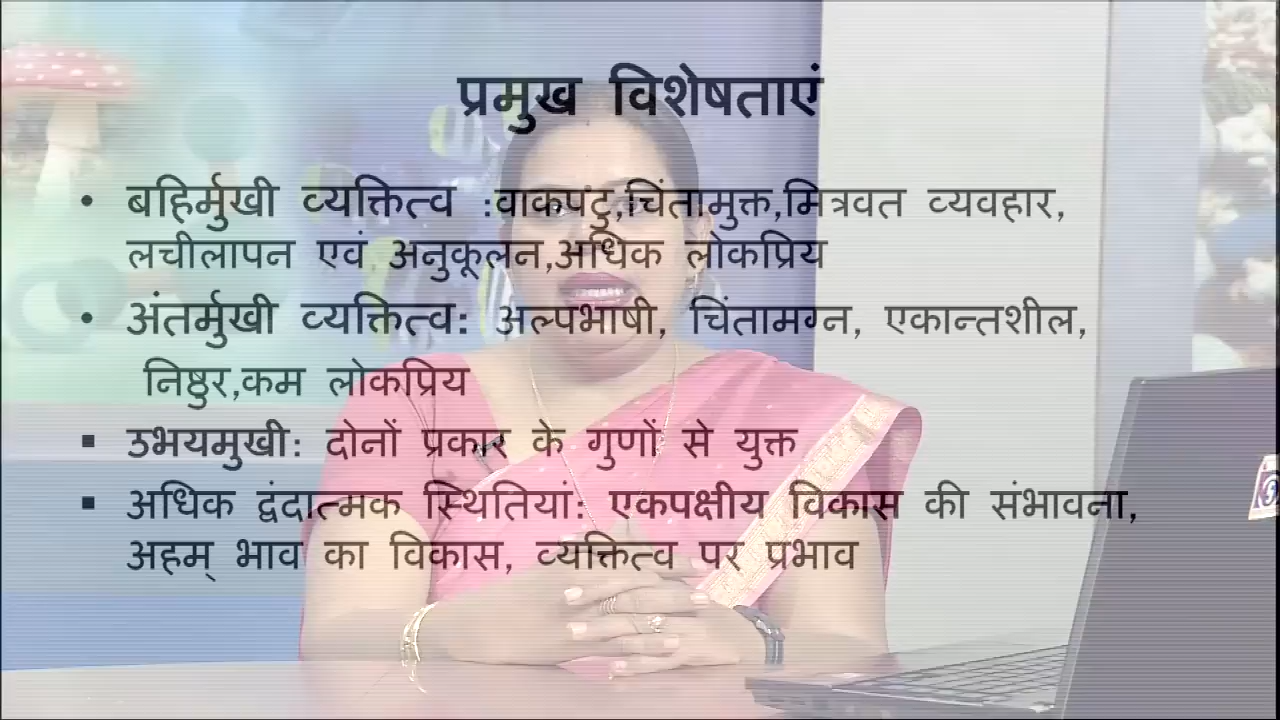 प्रमुख विशेषताएं
• बहिर्मुखी व्यक्तित्व :वाकपटु,चिंतामुक्त,मित्रवत व्यवहार,
लचीलापन एवं अनुकूलन,अधिक लोकप्रिय
• अंतर्मुखी व्यक्तित्व: अल्पभाषी, चिंतामग्न, एकान्तशील,
निष्ठुर,कम लोकप्रिय
▪ उभयमुखी: दोनों प्रकार के गुणों से युक्त
▪ अधिक द्वंदात्मक स्थितियां: एकपक्षीय विकास की संभावना,
अहम् भाव का विकास, व्यक्तित्व पर प्रभाव